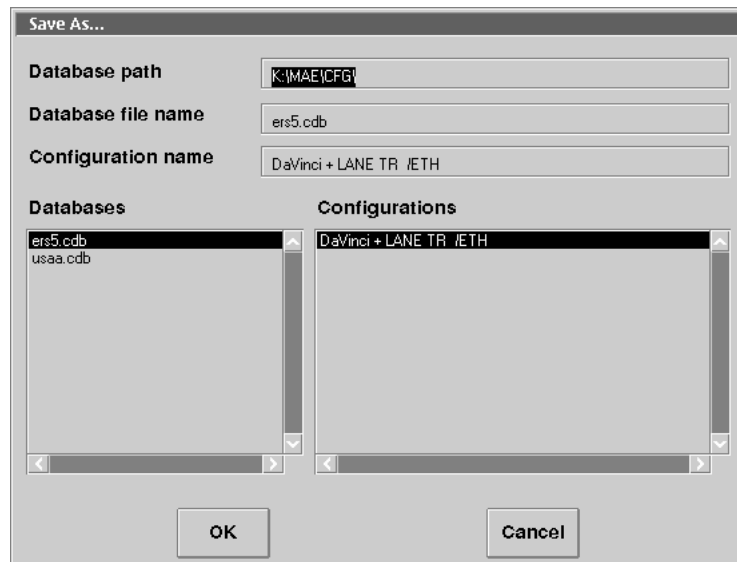 Save As...
Database path
K:\MAE\CFG\
Database file name
ers5.cdb
Configuration name
DaVinci + LANE TR /ETH
Databases
Configurations
ers5.cdb
usaa.cdb
DaVinci + LANE TR /ETH
OK
Cancel